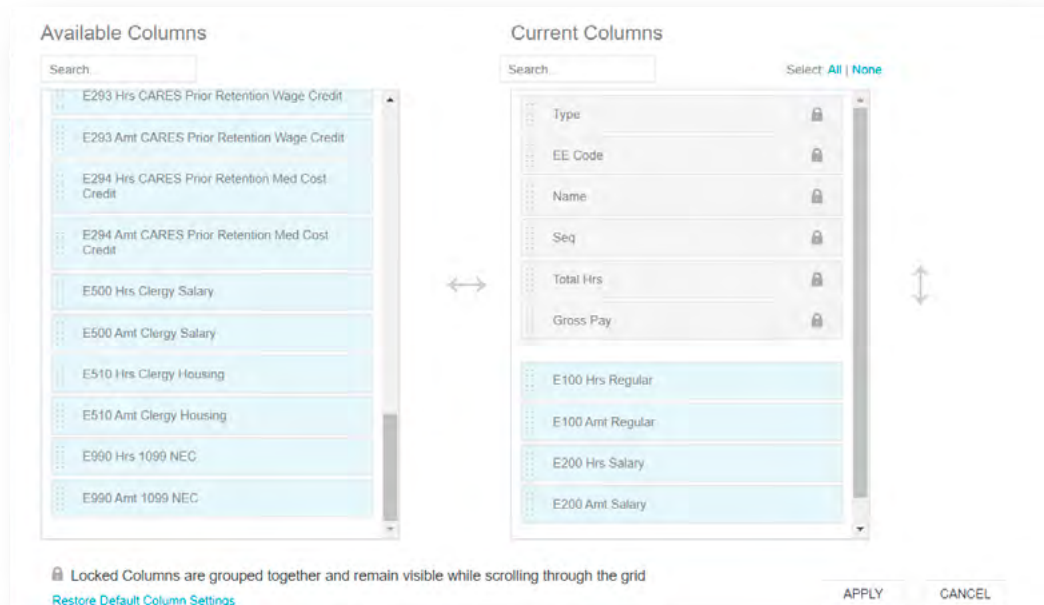 Available Columns
Search
E293 Hrs CARES Prior Retention Wage Credit
E293 Amt CARES Prior Retention Wage Credit
E294 Hrs CARES Prior Retention Med Cost
Credit
E294 Amt CARES Prior Retention Med Cost
Credit
E500 Hrs Clergy Salary
E500 Amt Clergy Salary
E510 Hrs Clergy Housing
E510 Amt Clergy Housing
E990 Hrs 1099 NEC
E990 Amt 1099 NEC
Current Columns
Search
Select: All | None
Type
EE Code
Name
Seq
Total Hrs
Gross Pay
E100 Hrs Regular
E100 Amt Regular
E200 Hrs Salary
E200 Amt Salary
Locked Columns are grouped together and remain visible while scrolling through the grid
Restore Default Column Settings
APPLY CANCEL